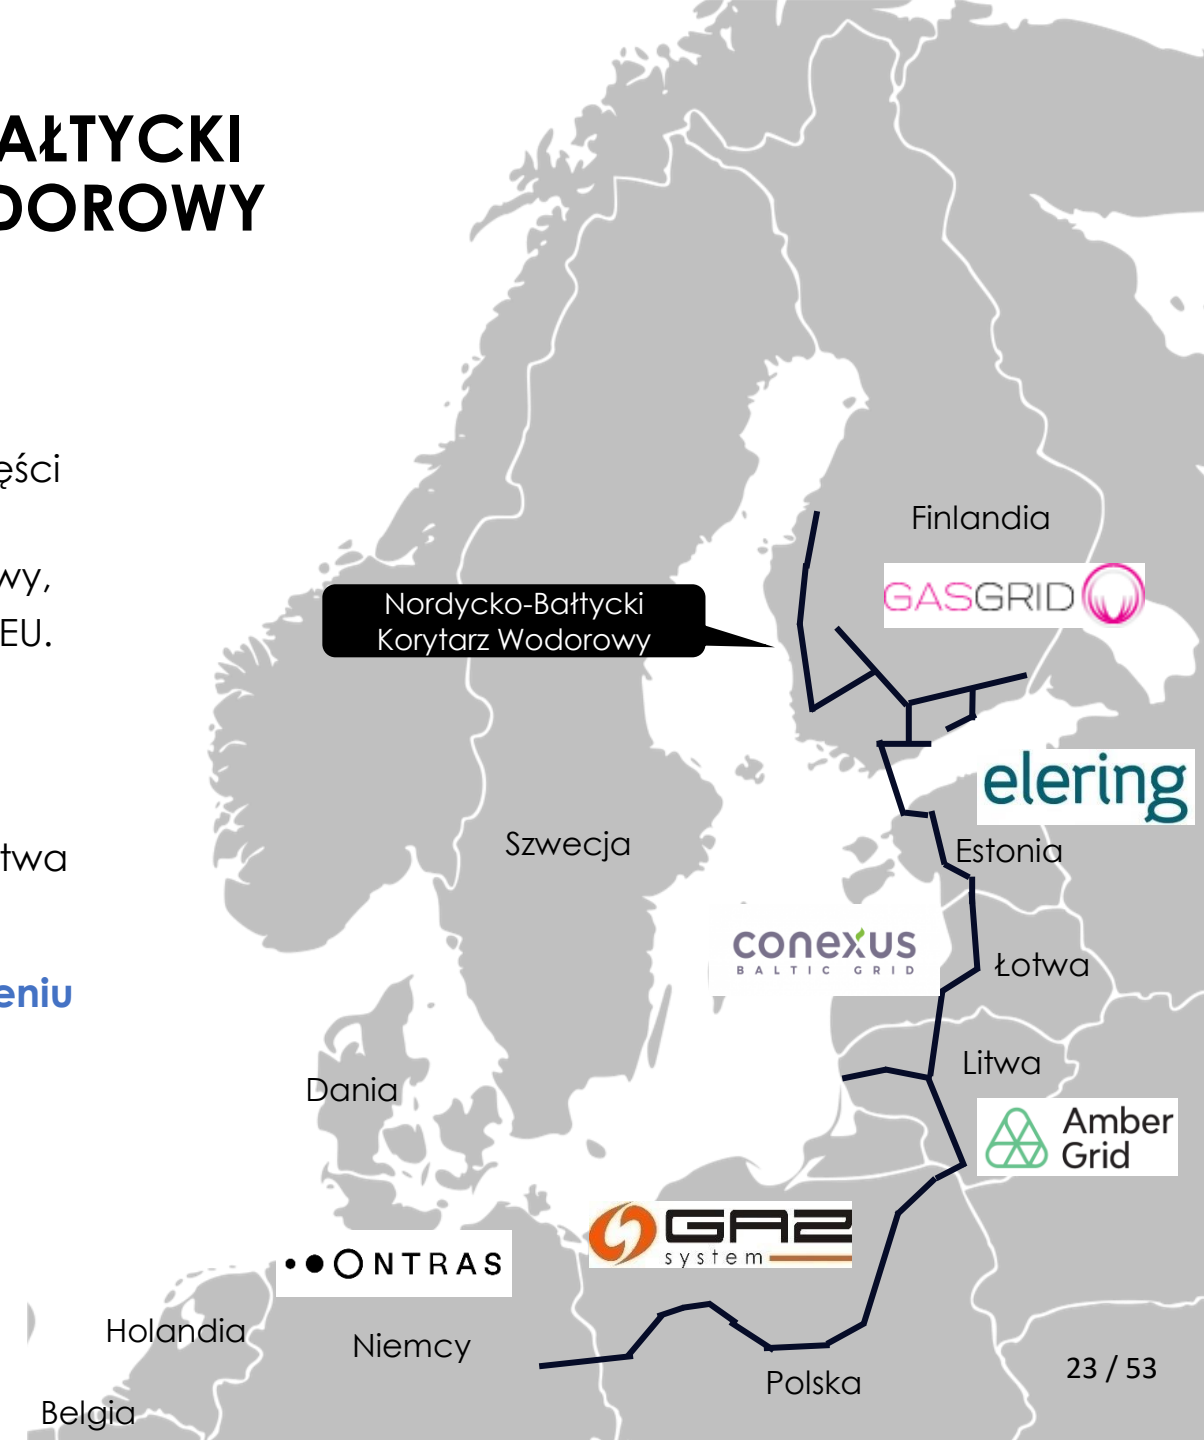 AŁTYCKI
DOROWY
ęści
wy,
EU.
twa
eniu
Finlandia
GASGRID
Nordycko-Bałtycki
Korytarz Wodorowy
elering
Szwecja
Estonia
conexus
BALTIC GRID
Łotwa
Litwa
Dania
Amber
Grid
GAZ
system
ONTRAS
Holandia
Niemcy
Polska
23 / 53
Belgia